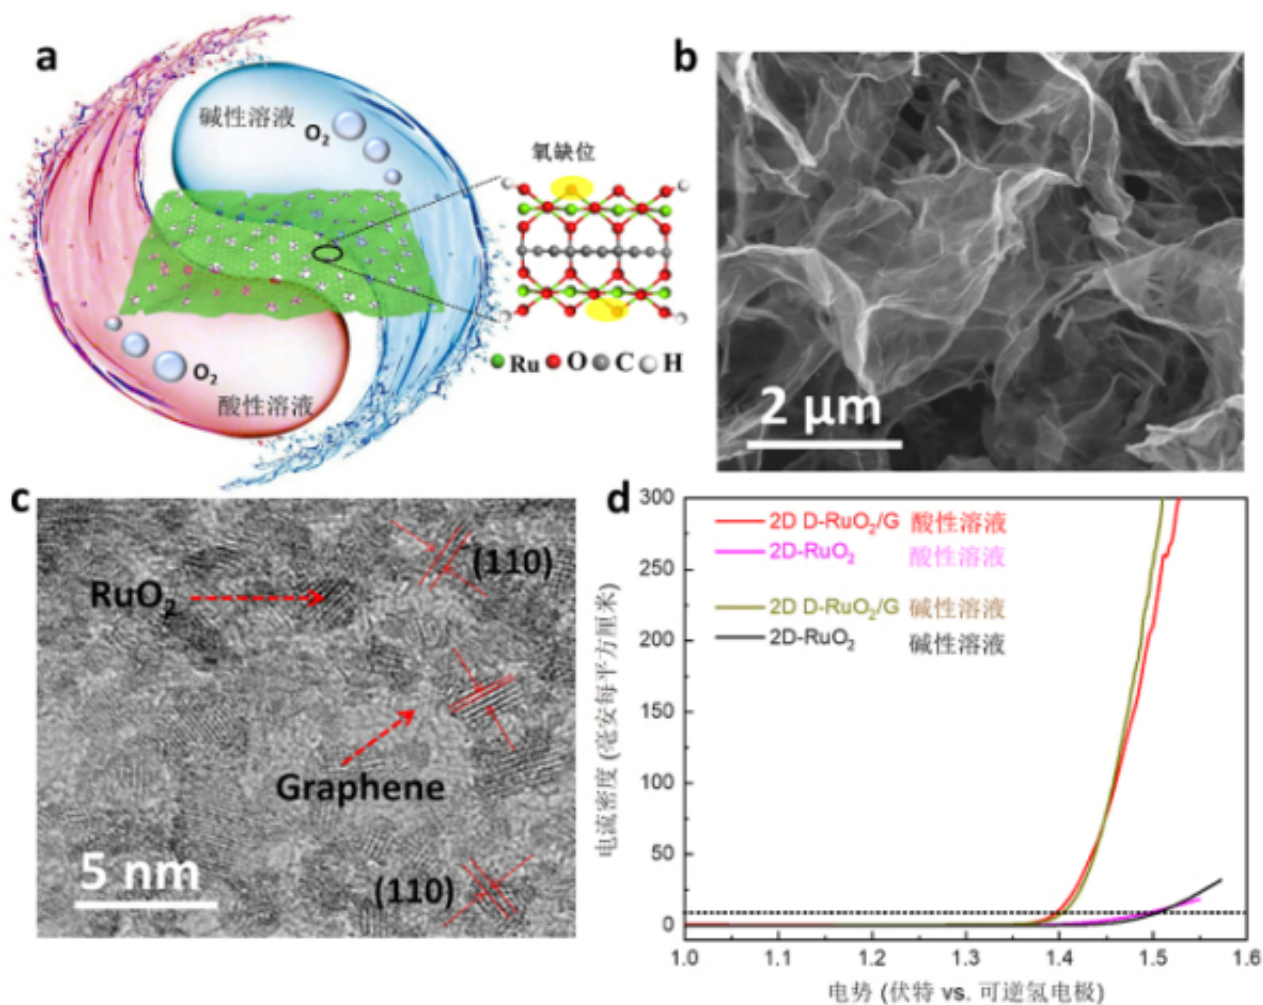 a
碱性溶液
O₂
氧缺位
H
H
H
H
Ru O C H
O₂
酸性溶液
b
2 μm
c
(110)
RuO₂
Graphene
(110)
5 nm
d
300
250
200
150
100
50
0
电流密度 (毫安每平方厘米)
2D D-RuO₂/G 酸性溶液
2D-RuO₂ 酸性溶液
2D D-RuO₂/G 碱性溶液
2D-RuO₂ 碱性溶液
1.0 1.1 1.2 1.3 1.4 1.5 1.6
电势 (伏特 vs. 可逆氢电极)